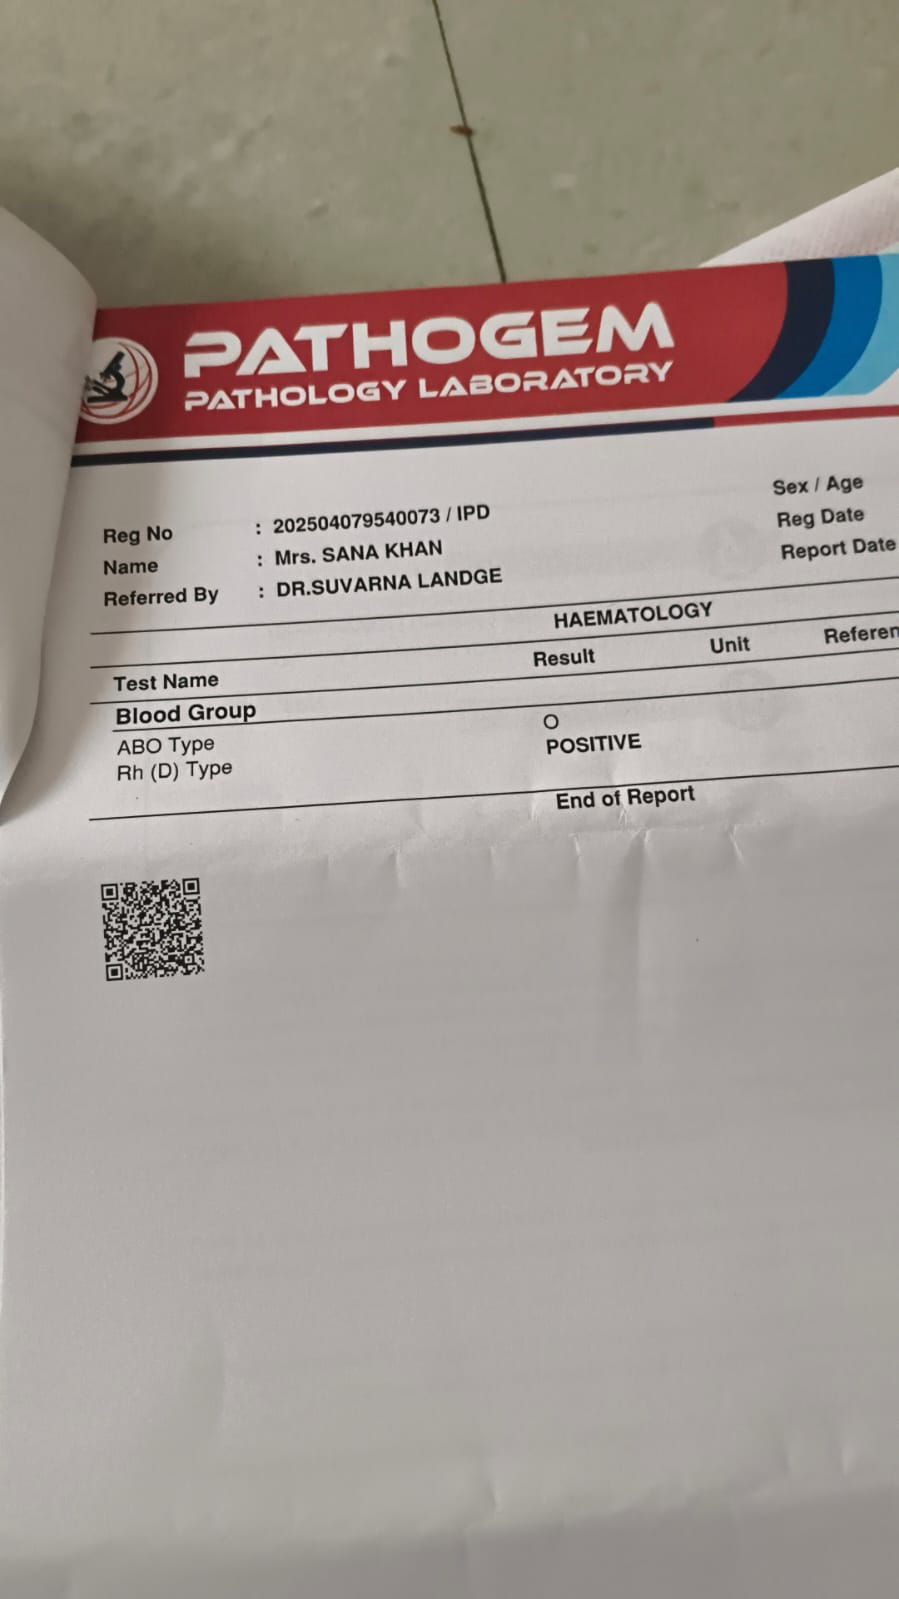 PATHOGEM
PATHOLOGY LABORATORY
Reg No : 202504079540073 / IPD Sex / Age
Name : Mrs. SANA KHAN Reg Date
Referred By : DR.SUVARNA LANDGE Report Date
HAEMATOLOGY
Test Name Result Unit Referen
Blood Group
ABO Type O
Rh (D) Type POSITIVE
End of Report